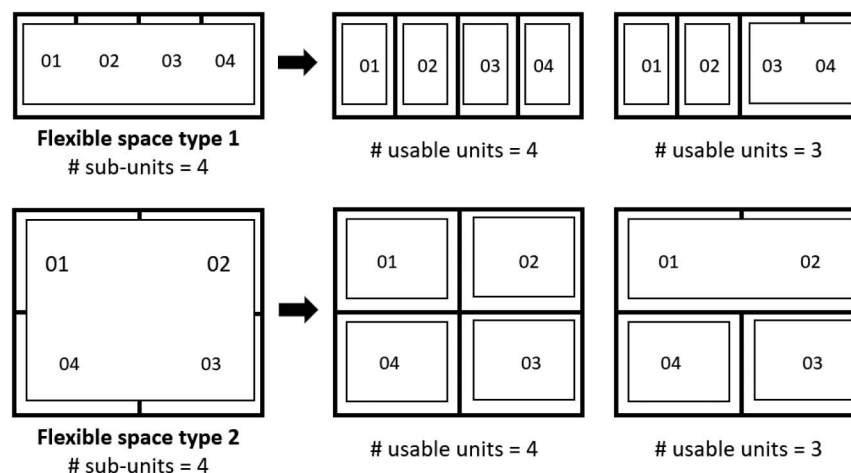 01 02 03 04
01 02 03 04
01 02 03 04
Flexible space type 1
# sub-units = 4
# usable units = 4
# usable units = 3
01 02
04 03
01 02
04 03
01 02
04 03
Flexible space type 2
# sub-units = 4
# usable units = 4
# usable units = 3